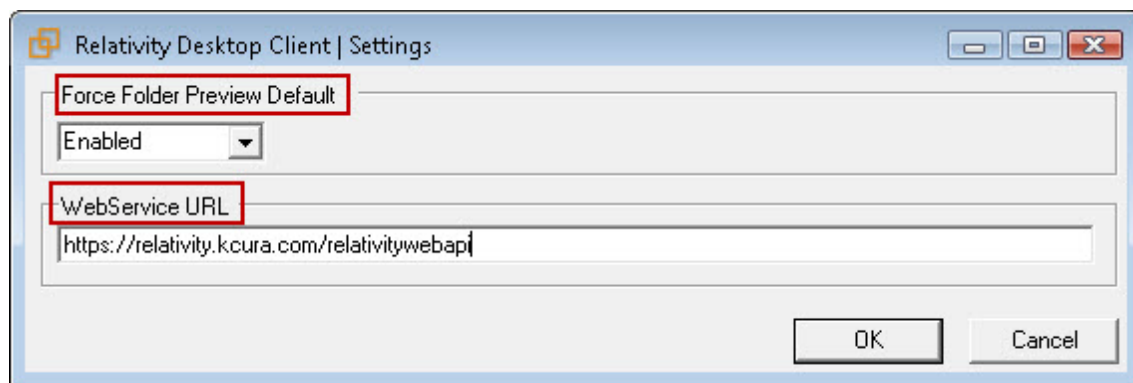 Relativity Desktop Client | Settings
Force Folder Preview Default
Enabled
WebService URL
https://relativity.kcura.com/relativitywebapi
OK Cancel